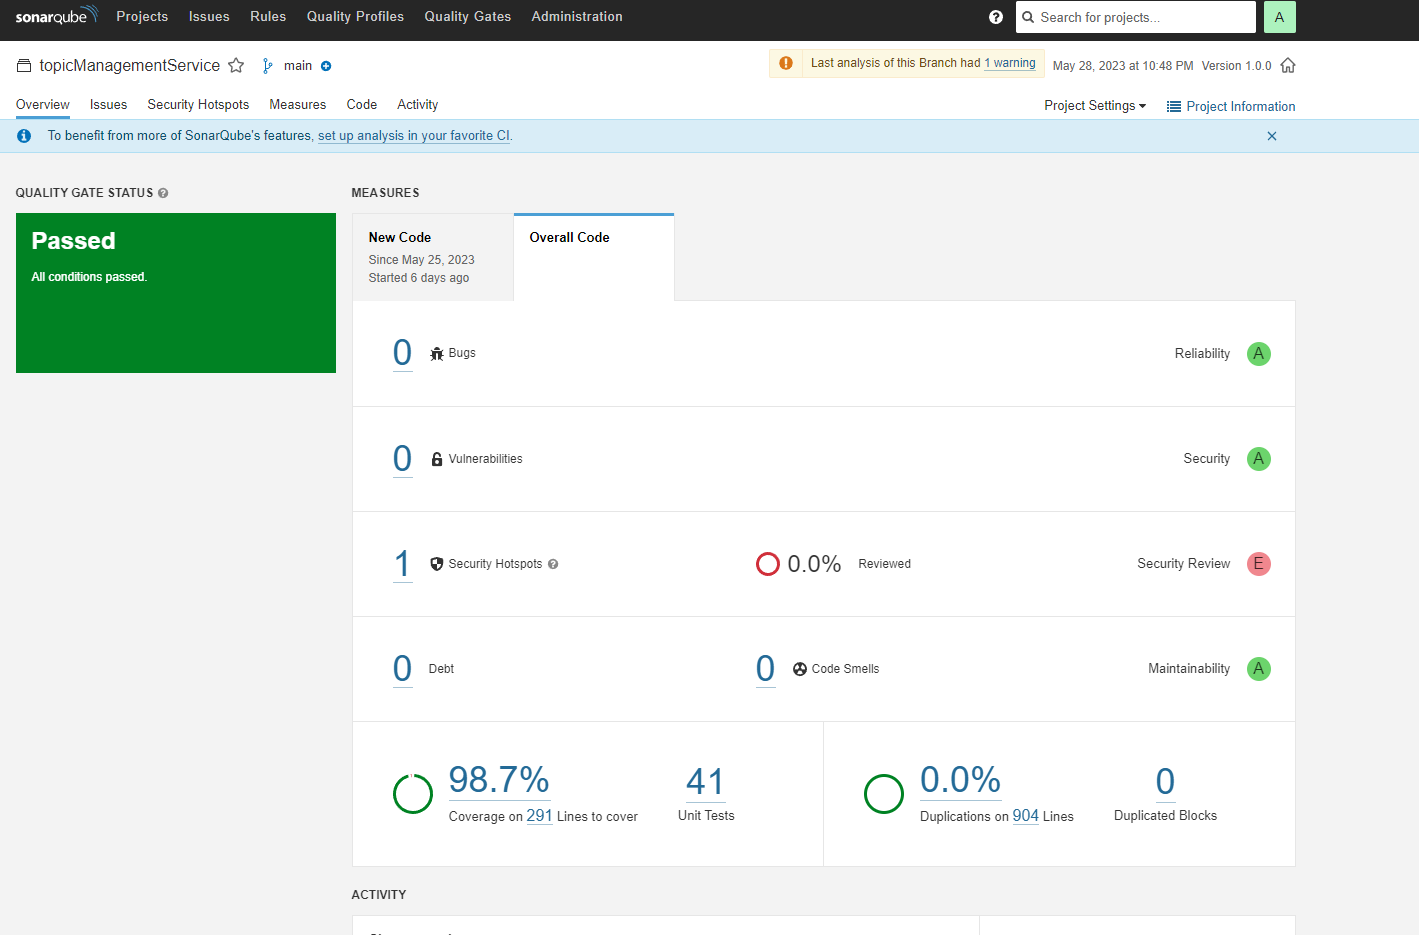 sonarqube Projects Issues Rules Quality Profiles Quality Gates Administration ? Search for projects... A
topicManagementService main Last analysis of this Branch had 1 warning May 28, 2023 at 10:48 PM Version 1.0.0
Overview Issues Security Hotspots Measures Code Activity Project Settings Project Information
To benefit from more of SonarQube's features, set up analysis in your favorite CI.
QUALITY GATE STATUS ?
Passed
All conditions passed.
MEASURES
New Code
Since May 25, 2023
Started 6 days ago
Overall Code
0 Bugs Reliability A
0 Vulnerabilities Security A
1 Security Hotspots ? 0.0% Reviewed Security Review E
0 Debt 0 Code Smells Maintainability A
98.7%
Coverage on 291 Lines to cover
41
Unit Tests
0.0%
Duplications on 904 Lines
0
Duplicated Blocks
ACTIVITY